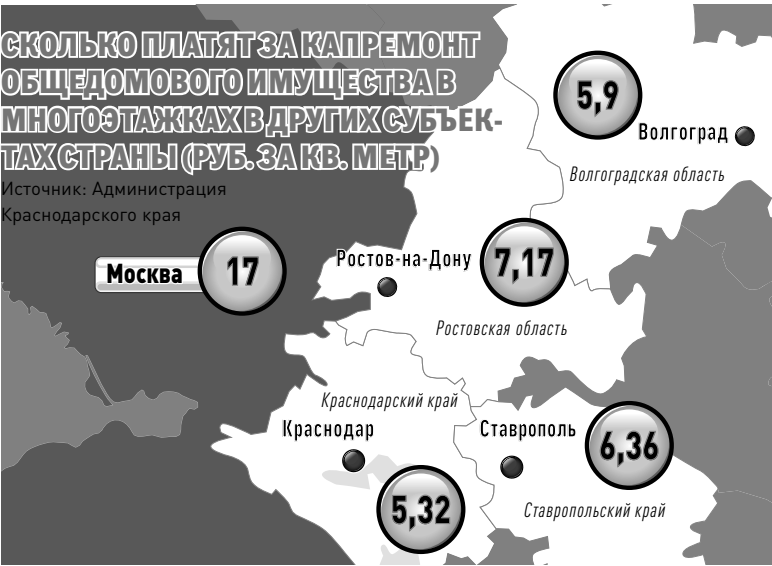 СКОЛЬКО ПЛАТЯТ ЗА КАПРЕМОНТ
ОБЩЕДОМОВОГО ИМУЩЕСТВА В
МНОГОЭТАЖКАХ В ДРУГИХ СУБЪЕК-
ТАХ СТРАНЫ (РУБ. ЗА КВ. МЕТР)
Источник: Администрация
Краснодарского края
5,9
Волгоград
Волгоградская область
Москва 17
Ростов-на-Дону 7,17
Ростовская область
Краснодарский край
Краснодар
Ставрополь
6,36
5,32
Ставропольский край